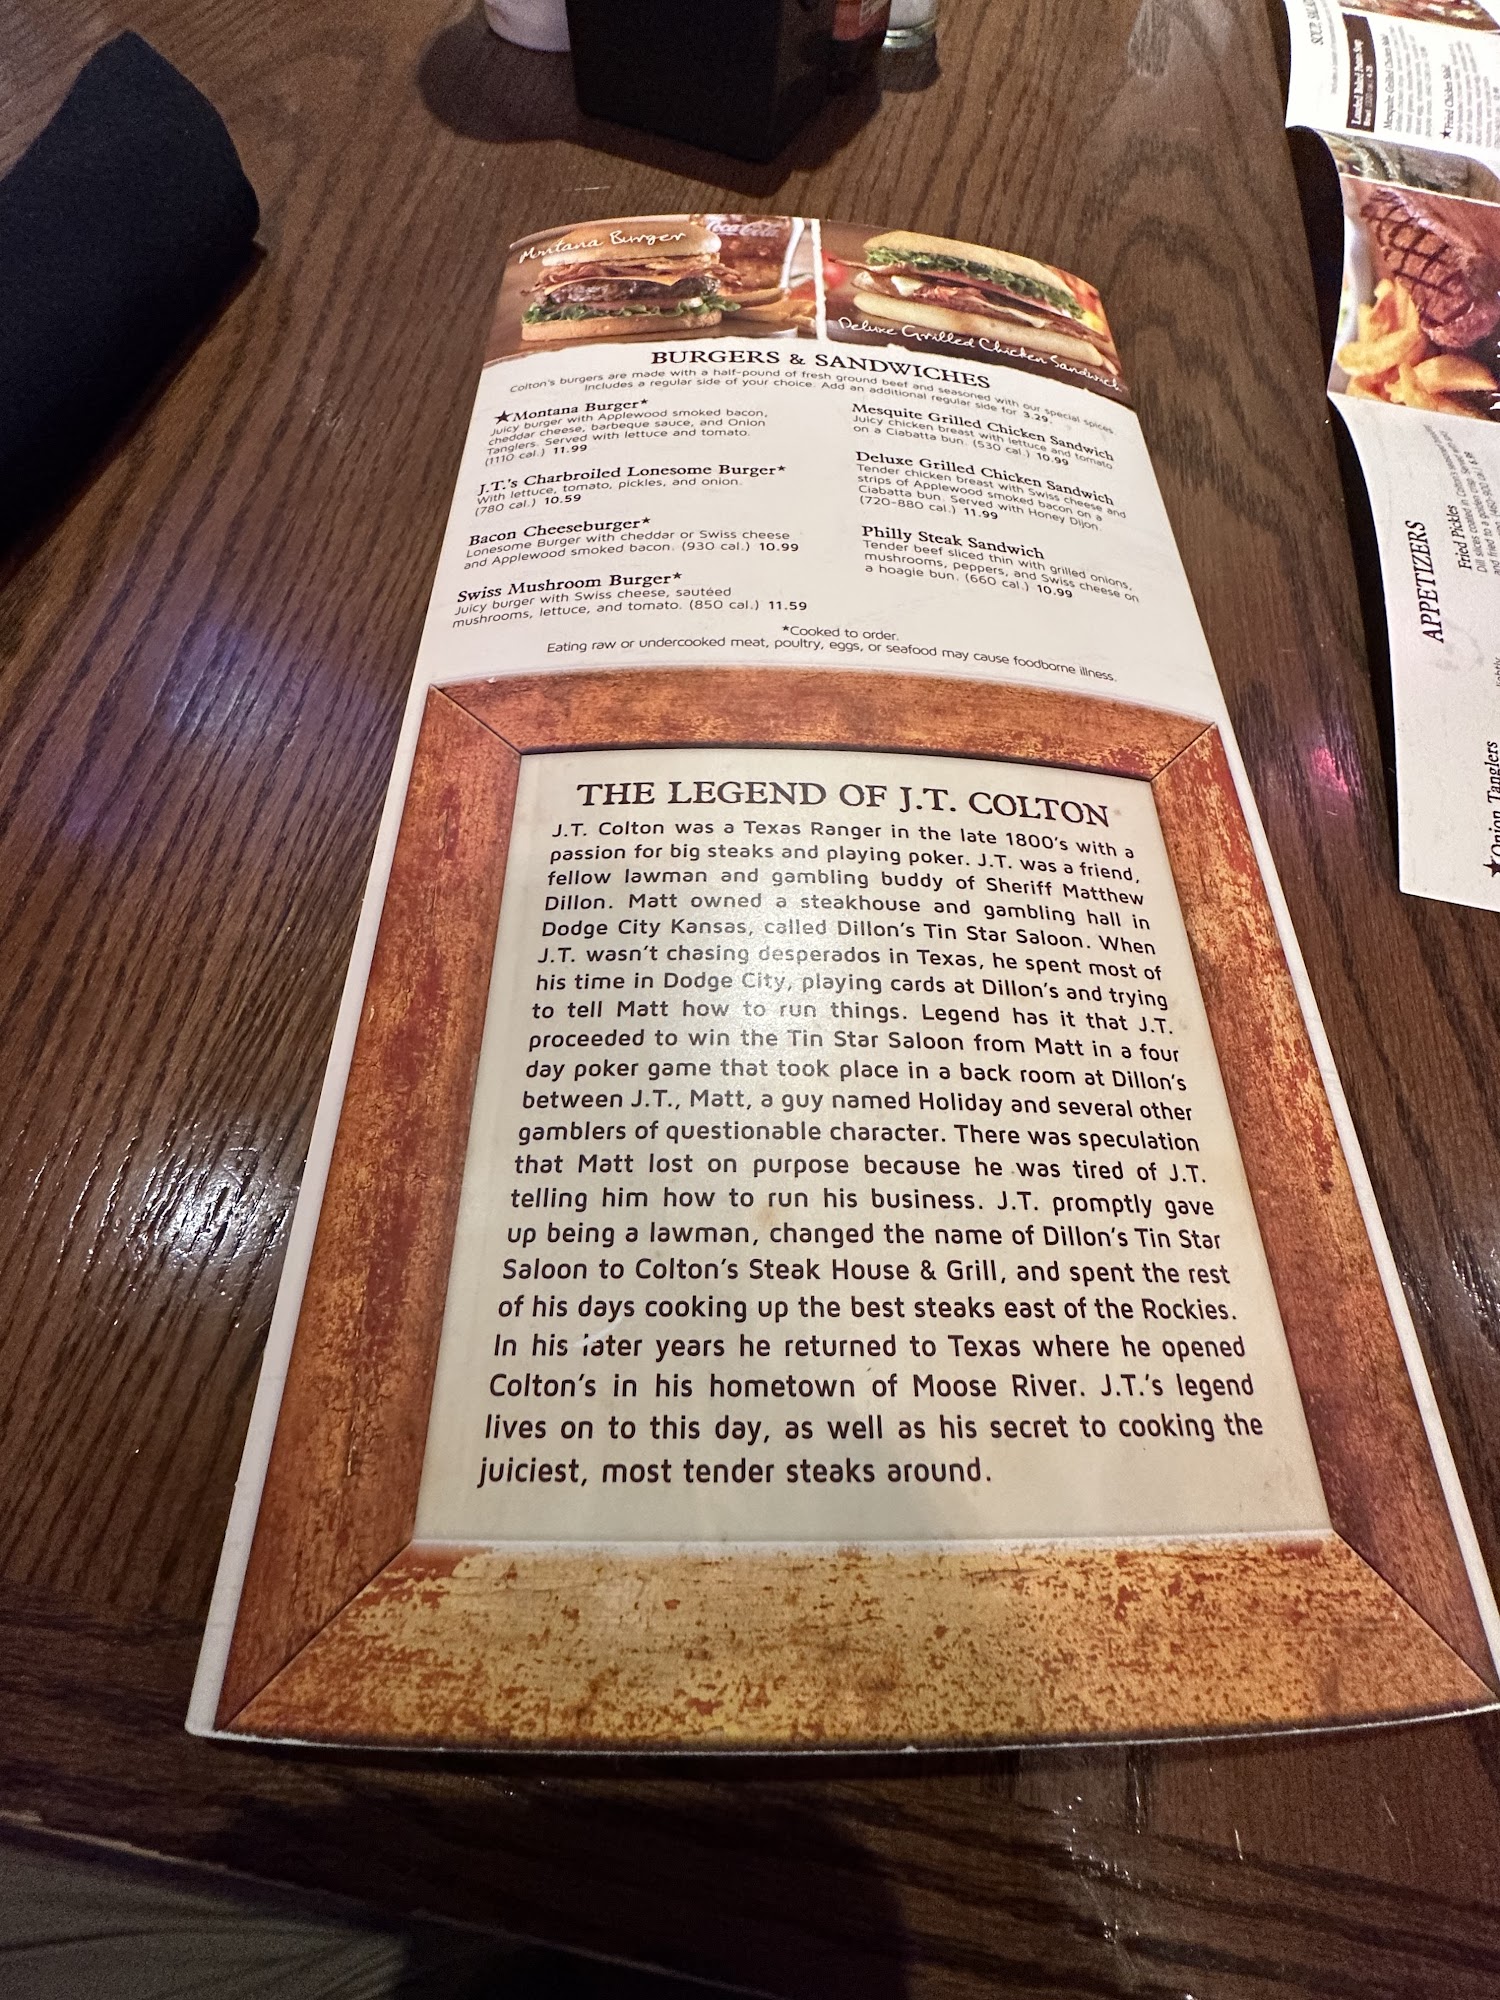 Montana Burger
Coca-Cola
Deluxe Grilled Chicken Sandwich
BURGERS & SANDWICHES
Colton's burgers are made with a half-pound of fresh ground beef and seasoned with our special spices.
Includes a regular side of your choice. Add an additional regular side for 3.29.
★Montana Burger*
Juicy burger with Applewood smoked bacon,
cheddar cheese, barbeque sauce, and Onion
Tanglers. Served with lettuce and tomato.
(1110 cal.) 11.99
J.T.'s Charbroiled Lonesome Burger*
With lettuce, tomato, pickles, and onion.
(780 cal.) 10.59
Bacon Cheeseburger*
Lonesome Burger with cheddar or Swiss cheese
and Applewood smoked bacon. (930 cal.) 10.99
Swiss Mushroom Burger*
Juicy burger with Swiss cheese, sautéed
mushrooms, lettuce, and tomato. (850 cal.) 11.59
Mesquite Grilled Chicken Sandwich
Juicy chicken breast with lettuce and tomato
on a Ciabatta bun. (530 cal.) 10.99
Deluxe Grilled Chicken Sandwich
Tender chicken breast with Swiss cheese and
strips of Applewood smoked bacon on a
Ciabatta bun. Served with Honey Dijon.
(720-880 cal.) 11.99
Philly Steak Sandwich
Tender beef sliced thin with grilled onions,
mushrooms, peppers, and Swiss cheese on
a hoagie bun. (660 cal.) 10.99
*Cooked to order.
Eating raw or undercooked meat, poultry, eggs, or seafood may cause foodborne illness.
THE LEGEND OF J.T. COLTON
J.T. Colton was a Texas Ranger in the late 1800's with a
passion for big steaks and playing poker. J.T. was a friend,
fellow lawman and gambling buddy of Sheriff Matthew
Dillon. Matt owned a steakhouse and gambling hall in
Dodge City Kansas, called Dillon's Tin Star Saloon. When
J.T. wasn't chasing desperados in Texas, he spent most of
his time in Dodge City, playing cards at Dillon's and trying
to tell Matt how to run things. Legend has it that J.T.
proceeded to win the Tin Star Saloon from Matt in a four
day poker game that took place in a back room at Dillon's
between J.T., Matt, a guy named Holiday and several other
gamblers of questionable character. There was speculation
that Matt lost on purpose because he was tired of J.T.
telling him how to run his business. J.T. promptly gave
up being a lawman, changed the name of Dillon's Tin Star
Saloon to Colton's Steak House & Grill, and spent the rest
of his days cooking up the best steaks east of the Rockies.
In his later years he returned to Texas where he opened
Colton's in his hometown of Moose River. J.T.'s legend
lives on to this day, as well as his secret to cooking the
juiciest, most tender steaks around.
Loaded Baked Potato Soup
Mesquite Grilled Chicken Salad
★Fried Chicken Salad
APPETIZERS
Fried Pickles
★Onion Tanglers